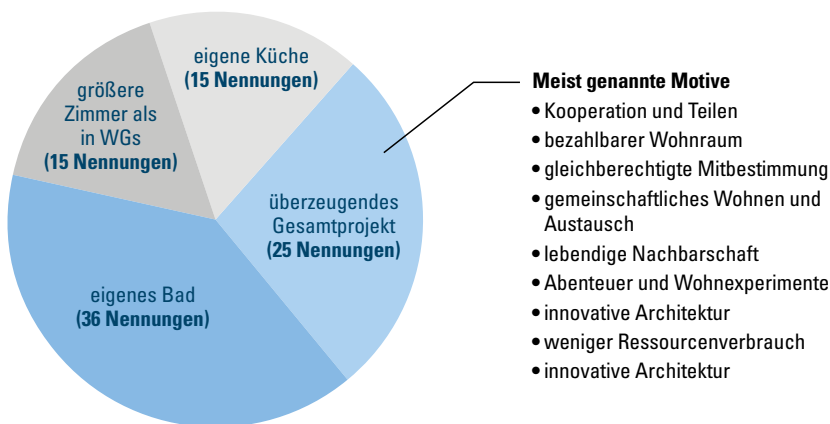 eigene Küche
(15 Nennungen)
größere
Zimmer als
in WGs
(15 Nennungen)
überzeugendes
Gesamtprojekt
(25 Nennungen)
eigenes Bad
(36 Nennungen)
Meist genannte Motive
• Kooperation und Teilen
• bezahlbarer Wohnraum
• gleichberechtigte Mitbestimmung
• gemeinschaftliches Wohnen und
Austausch
• lebendige Nachbarschaft
• Abenteuer und Wohnexperimente
• innovative Architektur
• weniger Ressourcenverbrauch
• innovative Architektur